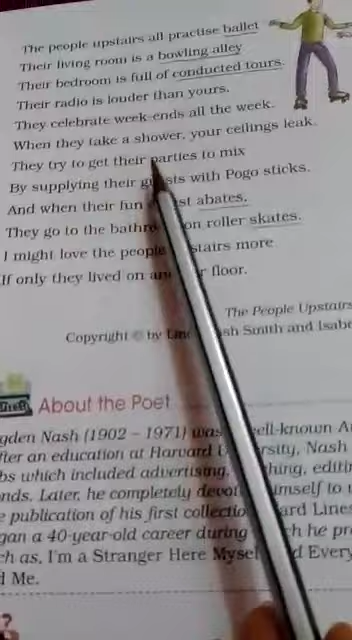 The people upstairs all practise ballet
Their living room is a bowling alley
Their bedroom is full of conducted tours.
Their radio is louder than yours.
They celebrate week-ends all the week.
When they take a shower, your ceilings leak.
They try to get their parties to mix
By supplying their guests with Pogo sticks.
And when their fun at abates.
They go to the bathro on roller skates.
I might love the people stairs more
If only they lived on an r floor.
The People Upstairs
Copyright © by Lin sh Smith and Isabe
About the Poet
gden Nash (1902 – 1971) was ell-known A
fter an education at Harvard U rsity, Nash
bs which included advertising, hing, editi
nds. Later, he completely devot imself to
e publication of his first collectio ard Lines
gan a 40-year-old career during ch he pr
ch as, I'm a Stranger Here Mysel d Every
d Me.